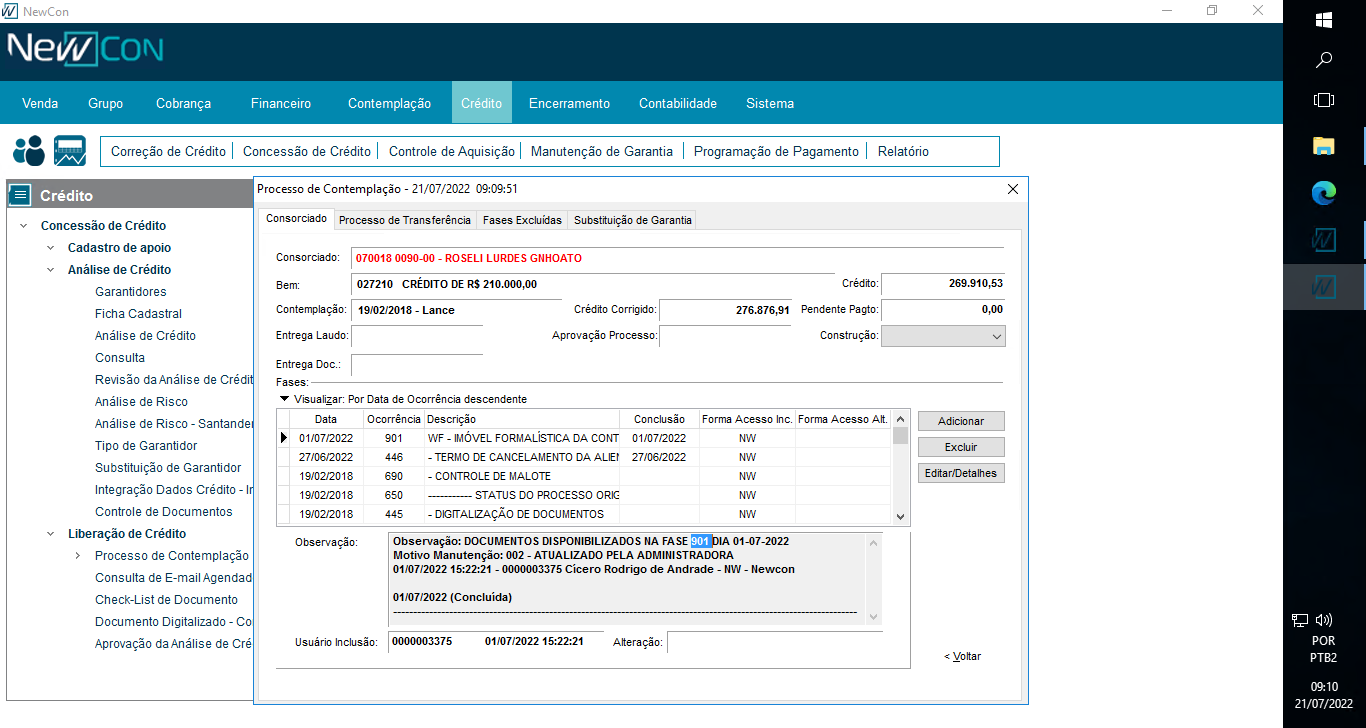 NewCon
NewCon
Venda Grupo Cobrança Financeiro Contemplação Crédito Encerramento Contabilidade Sistema
Correção de Crédito Concessão de Crédito Controle de Aquisição Manutenção de Garantia Programação de Pagamento Relatório
Crédito
Concessão de Crédito
Cadastro de apoio
Análise de Crédito
Garantidores
Ficha Cadastral
Análise de Crédito
Consulta
Revisão da Análise de Crédit
Análise de Risco
Análise de Risco - Santander
Tipo de Garantidor
Substituição de Garantidor
Integração Dados Crédito - In
Controle de Documentos
Liberação de Crédito
Processo de Contemplação
Consulta de E-mail Agendad
Check-List de Documento
Documento Digitalizado - Co
Aprovação da Análise de Cré
Processo de Contemplação - 21/07/2022 09:09:51
Consorciado Processo de Transferência Fases Excluídas Substituição de Garantia
Consorciado: 070018 0090-00 - ROSELI LURDES GNHOATO
Bem: 027210 CRÉDITO DE R$ 210.000,00 Crédito: 269.910,53
Contemplação: 19/02/2018 - Lance Crédito Corrigido: 276.876,91 Pendente Pagto: 0,00
Entrega Laudo: Aprovação Processo: Construção:
Entrega Doc.:
Fases:
Visualizar: Por Data de Ocorrência descendente
Data Ocorrência Descrição Conclusão Forma Acesso Inc. Forma Acesso Alt.
01/07/2022 901 WF - IMÓVEL FORMALÍSTICA DA CONT 01/07/2022 NW
27/06/2022 446 - TERMO DE CANCELAMENTO DA ALIEN 27/06/2022 NW
19/02/2018 690 - CONTROLE DE MALOTE NW
19/02/2018 650 ----------- STATUS DO PROCESSO ORIG NW
19/02/2018 445 - DIGITALIZAÇÃO DE DOCUMENTOS NW
Adicionar
Excluir
Editar/Detalhes
Observação: Observação: DOCUMENTOS DISPONIBILIZADOS NA FASE 901 DIA 01-07-2022
Motivo Manutenção: 002 - ATUALIZADO PELA ADMINISTRADORA
01/07/2022 15:22:21 - 0000003375 Cícero Rodrigo de Andrade - NW - Newcon
01/07/2022 (Concluída)
Usuário Inclusão: 0000003375 01/07/2022 15:22:21 Alteração:
< Voltar
POR
PTB2
09:10
21/07/2022